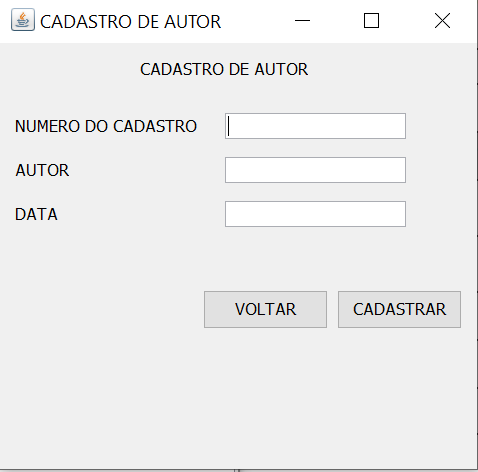 CADASTRO DE AUTOR
CADASTRO DE AUTOR
NUMERO DO CADASTRO
AUTOR
DATA
VOLTAR CADASTRAR